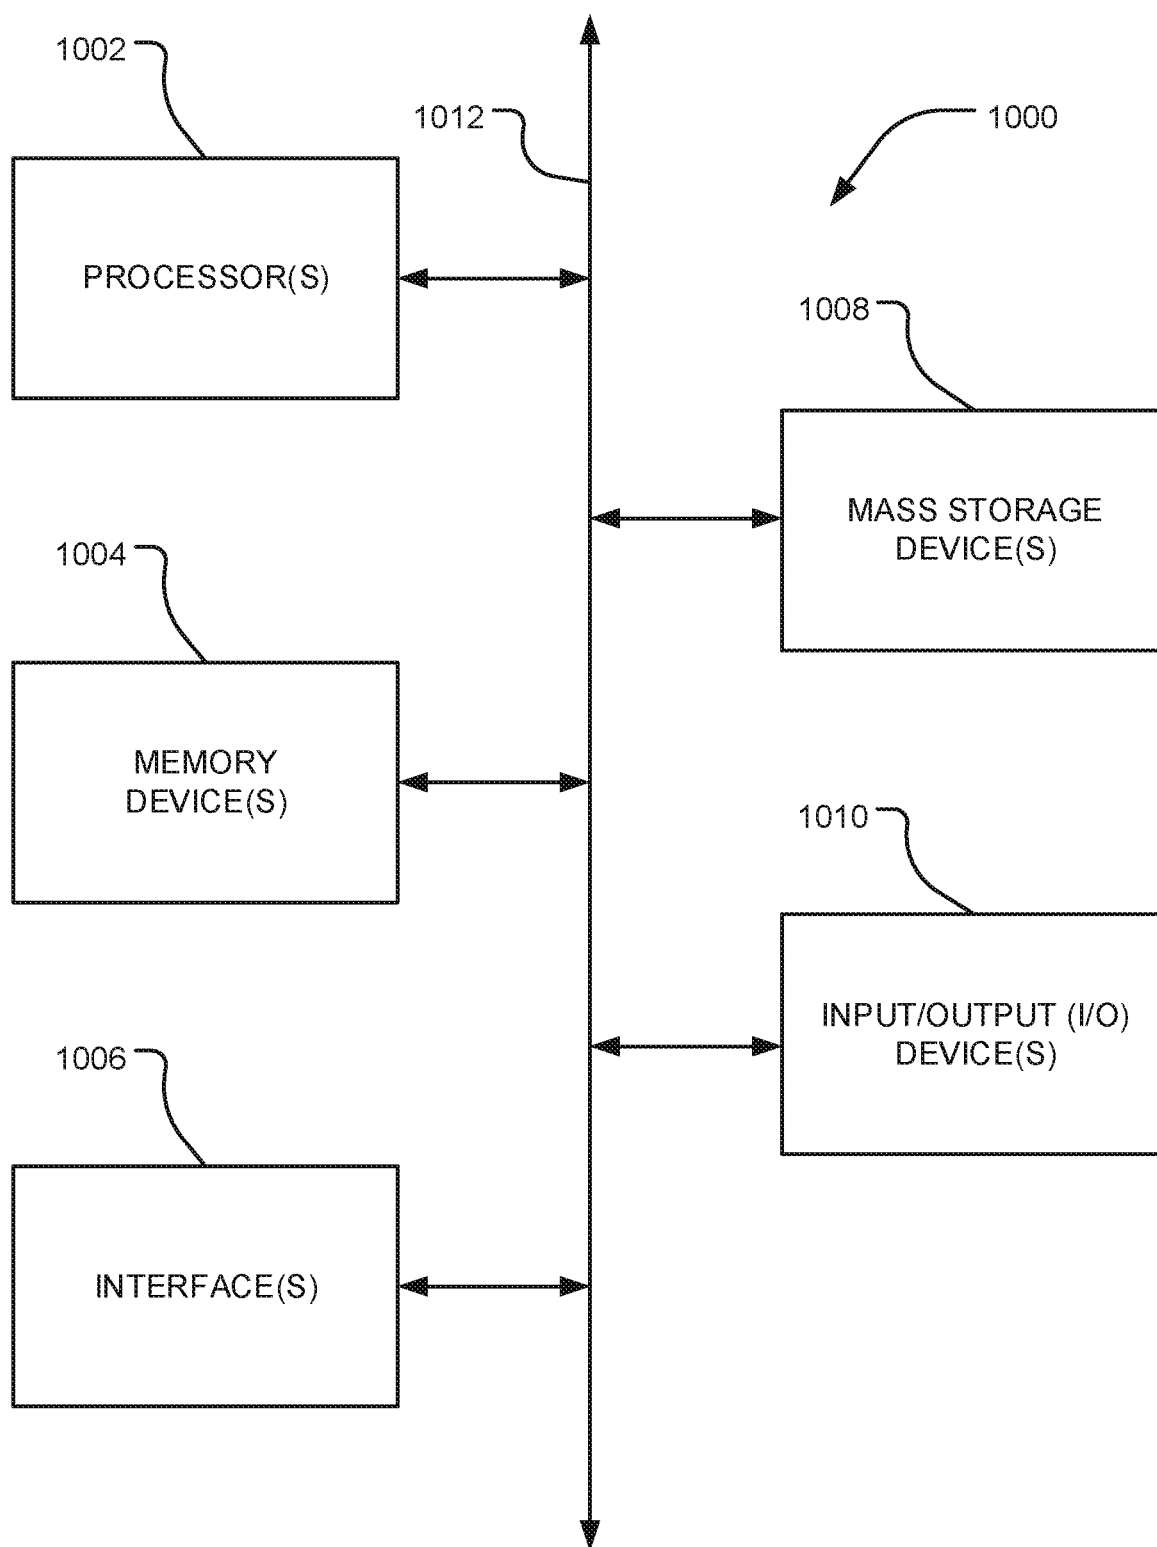 1002
1012
1000
PROCESSOR(S)
1008
MASS STORAGE
DEVICE(S)
1004
MEMORY
DEVICE(S)
1010
INPUT/OUTPUT (I/O)
DEVICE(S)
1006
INTERFACE(S)